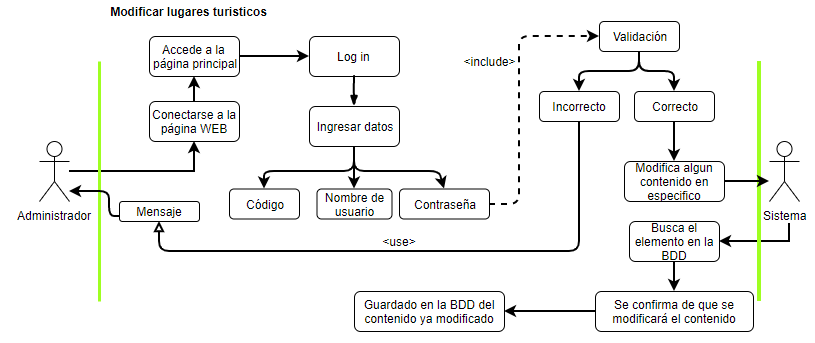 Modificar lugares turisticos
Accede a la
página principal
Log in
Validación
<include>
Conectarse a la
página WEB
Ingresar datos
Incorrecto
Correcto
Modifica algun
contenido en
especifico
Código
Nombre de
usuario
Contraseña
Administrador
Mensaje
Sistema
<use>
Busca el
elemento en la
BDD
Guardado en la BDD del
contenido ya modificado
Se confirma de que se
modificará el contenido